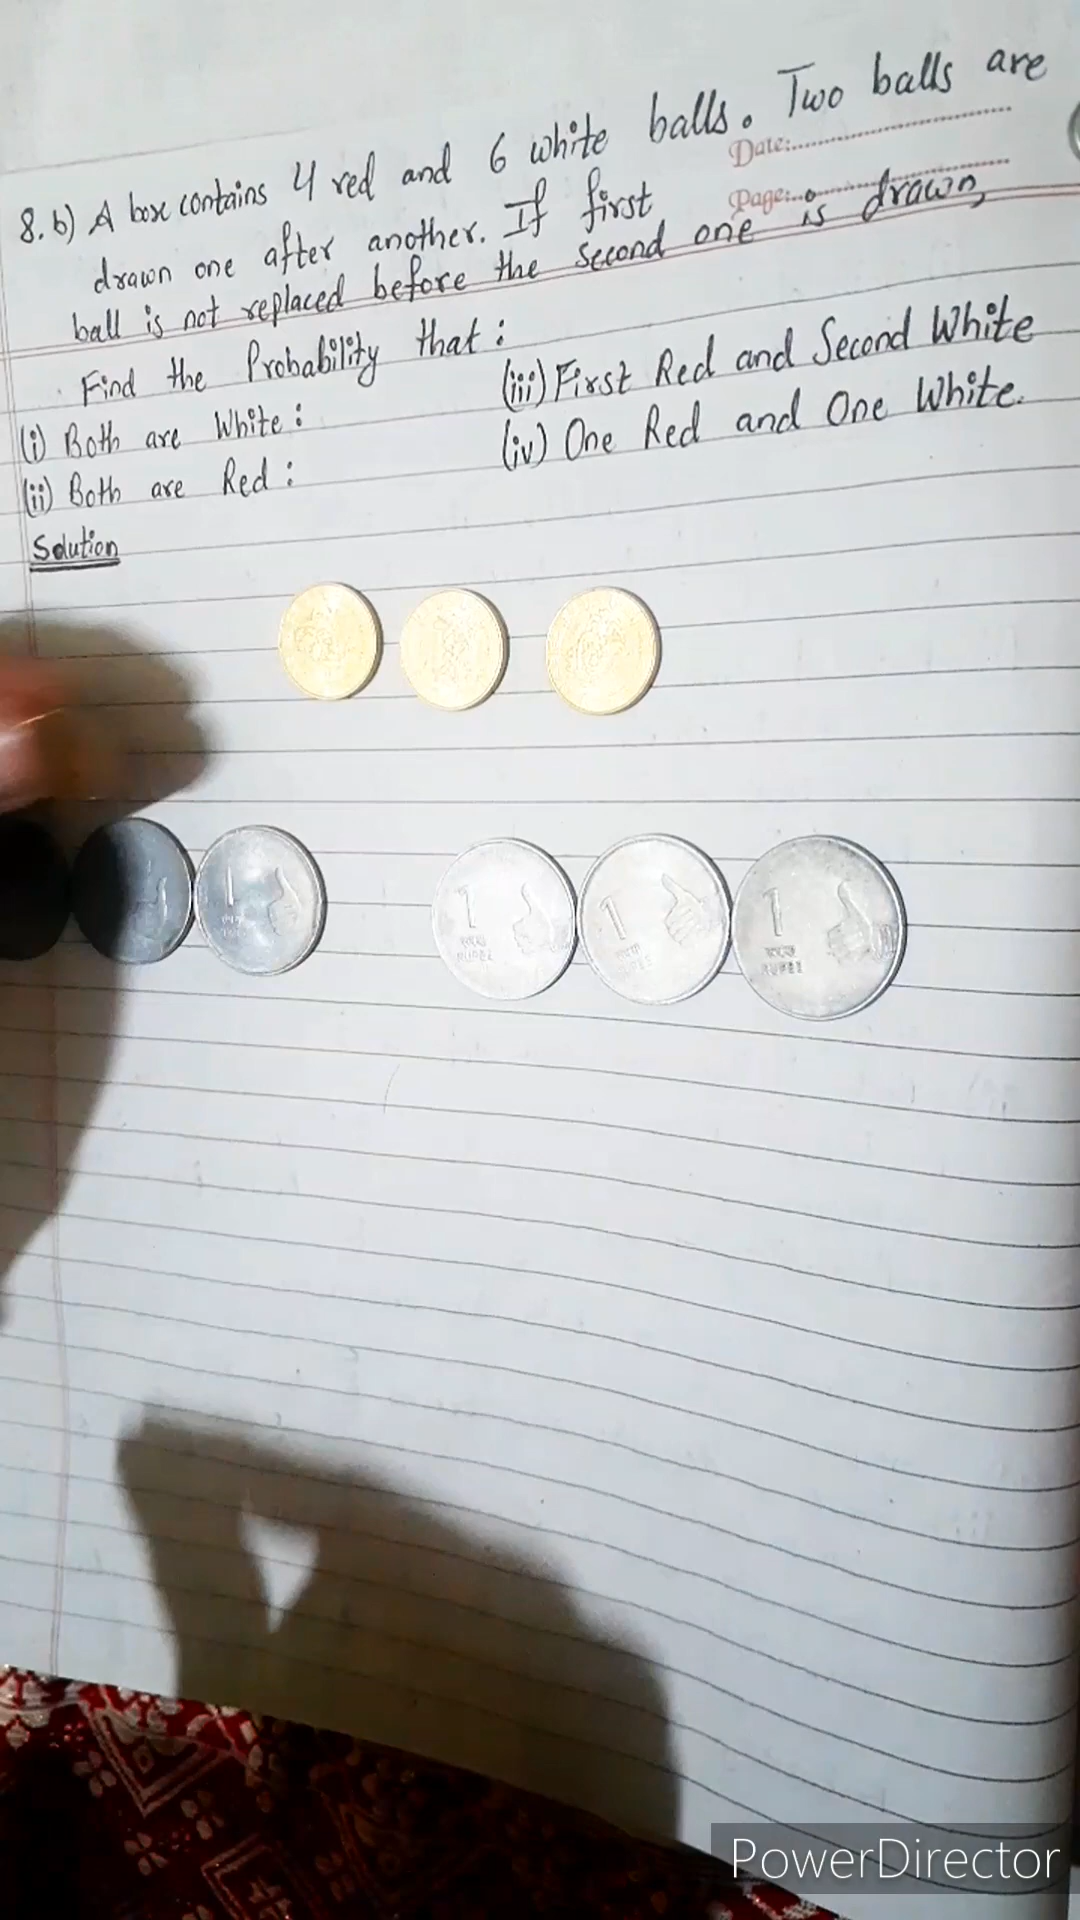 8. b) A box contains 4 red and 6 white balls. Two balls are
Date:
drawn one after another. If first
Page:
ball is not replaced before the second one is drawn,
Find the Probability that :
(i) Both are White :
(iii) First Red and Second White
(ii) Both are Red :
(iv) One Red and One White.
Solution
1
1
RUPEE
1
1
RUPEE
PowerDirector